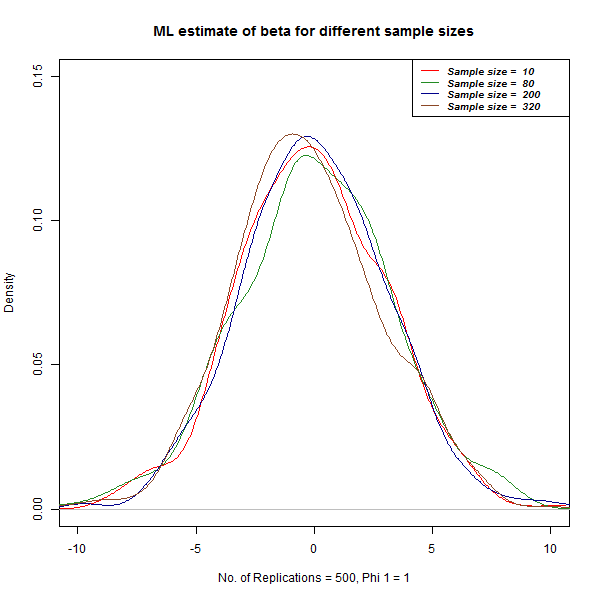 ML estimate of beta for different sample sizes
Sample size = 10
Sample size = 80
Sample size = 200
Sample size = 320
Density
0.15
0.10
0.05
0.00
-10 -5 0 5 10
No. of Replications = 500, Phi 1 = 1